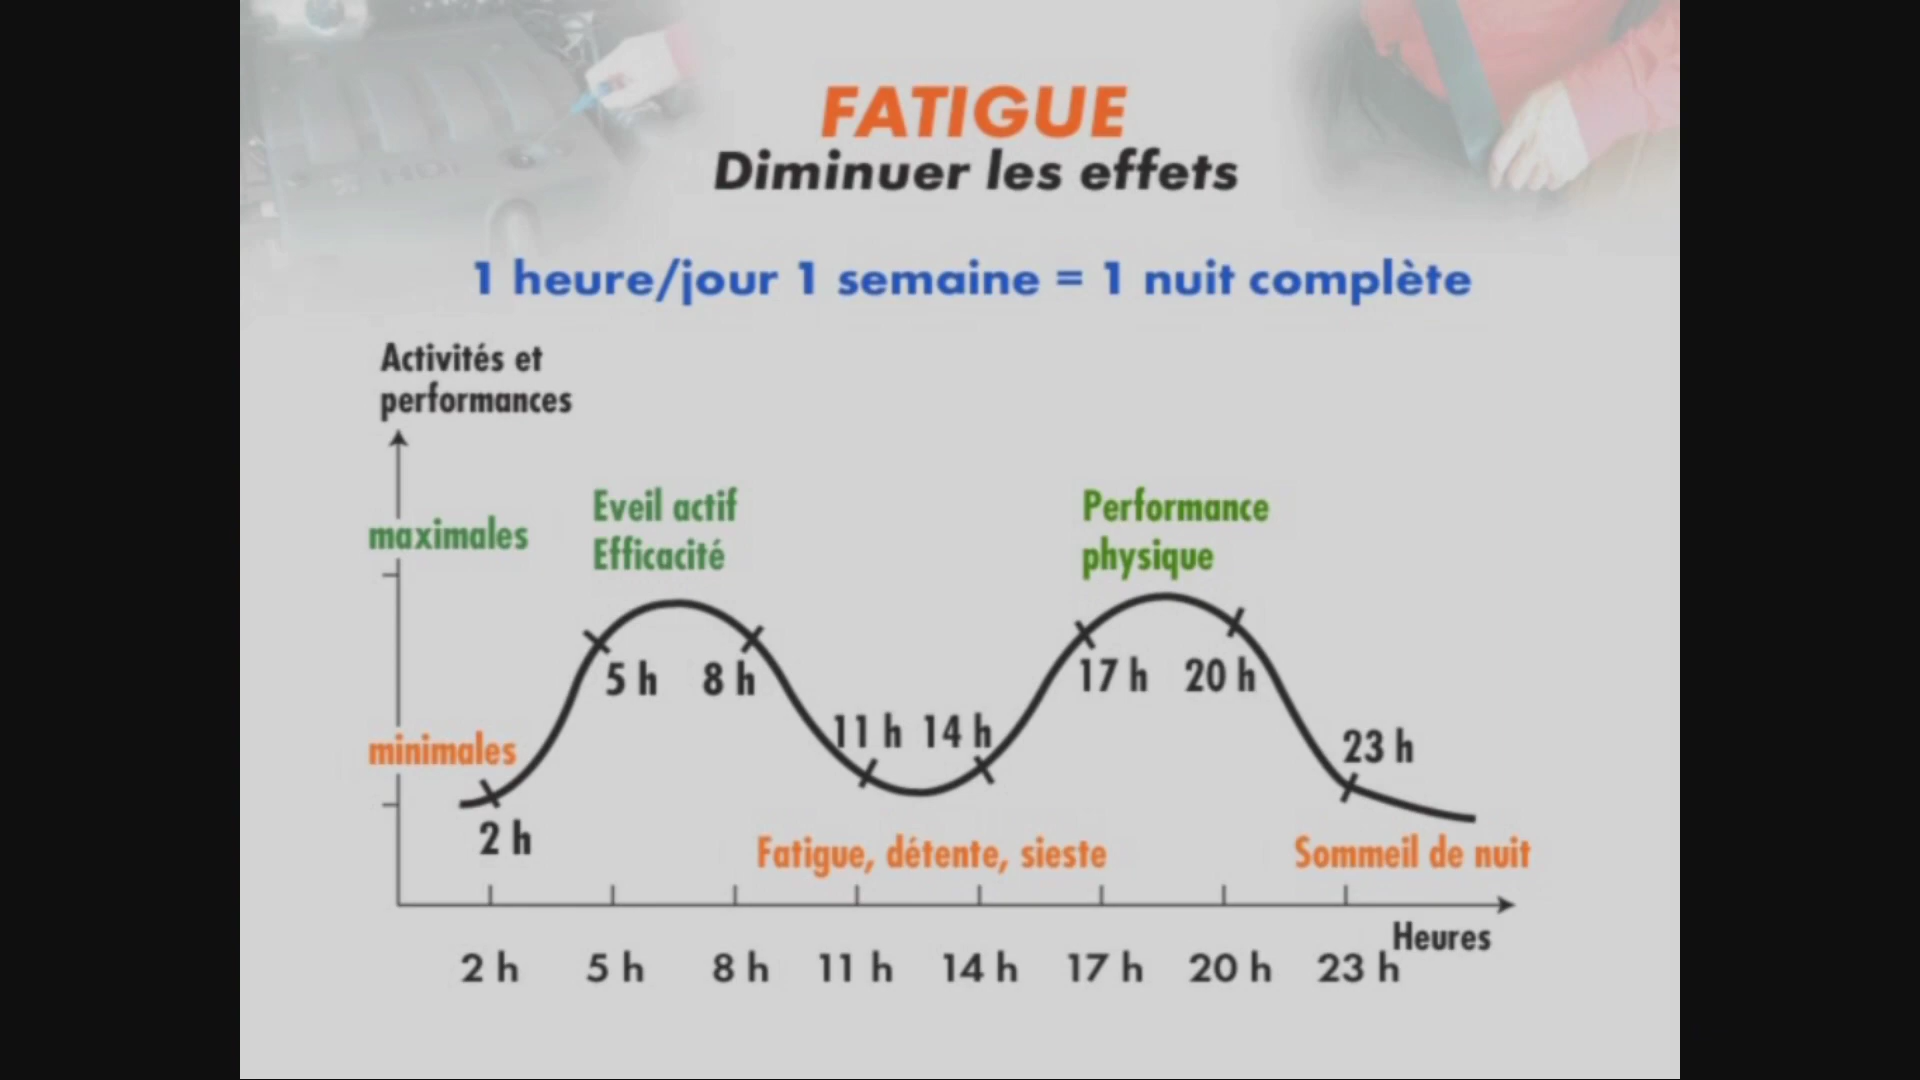 FATIGUE
Diminuer les effets
1 heure/jour 1 semaine = 1 nuit complète
Activités et
performances
maximales
Eveil actif
Efficacité
Performance
physique
5 h 8 h
17 h 20 h
minimales
11 h 14 h
23 h
2 h
Fatigue, détente, sieste
Sommeil de nuit
Heures
2 h 5 h 8 h 11 h 14 h 17 h 20 h 23 h
HDI